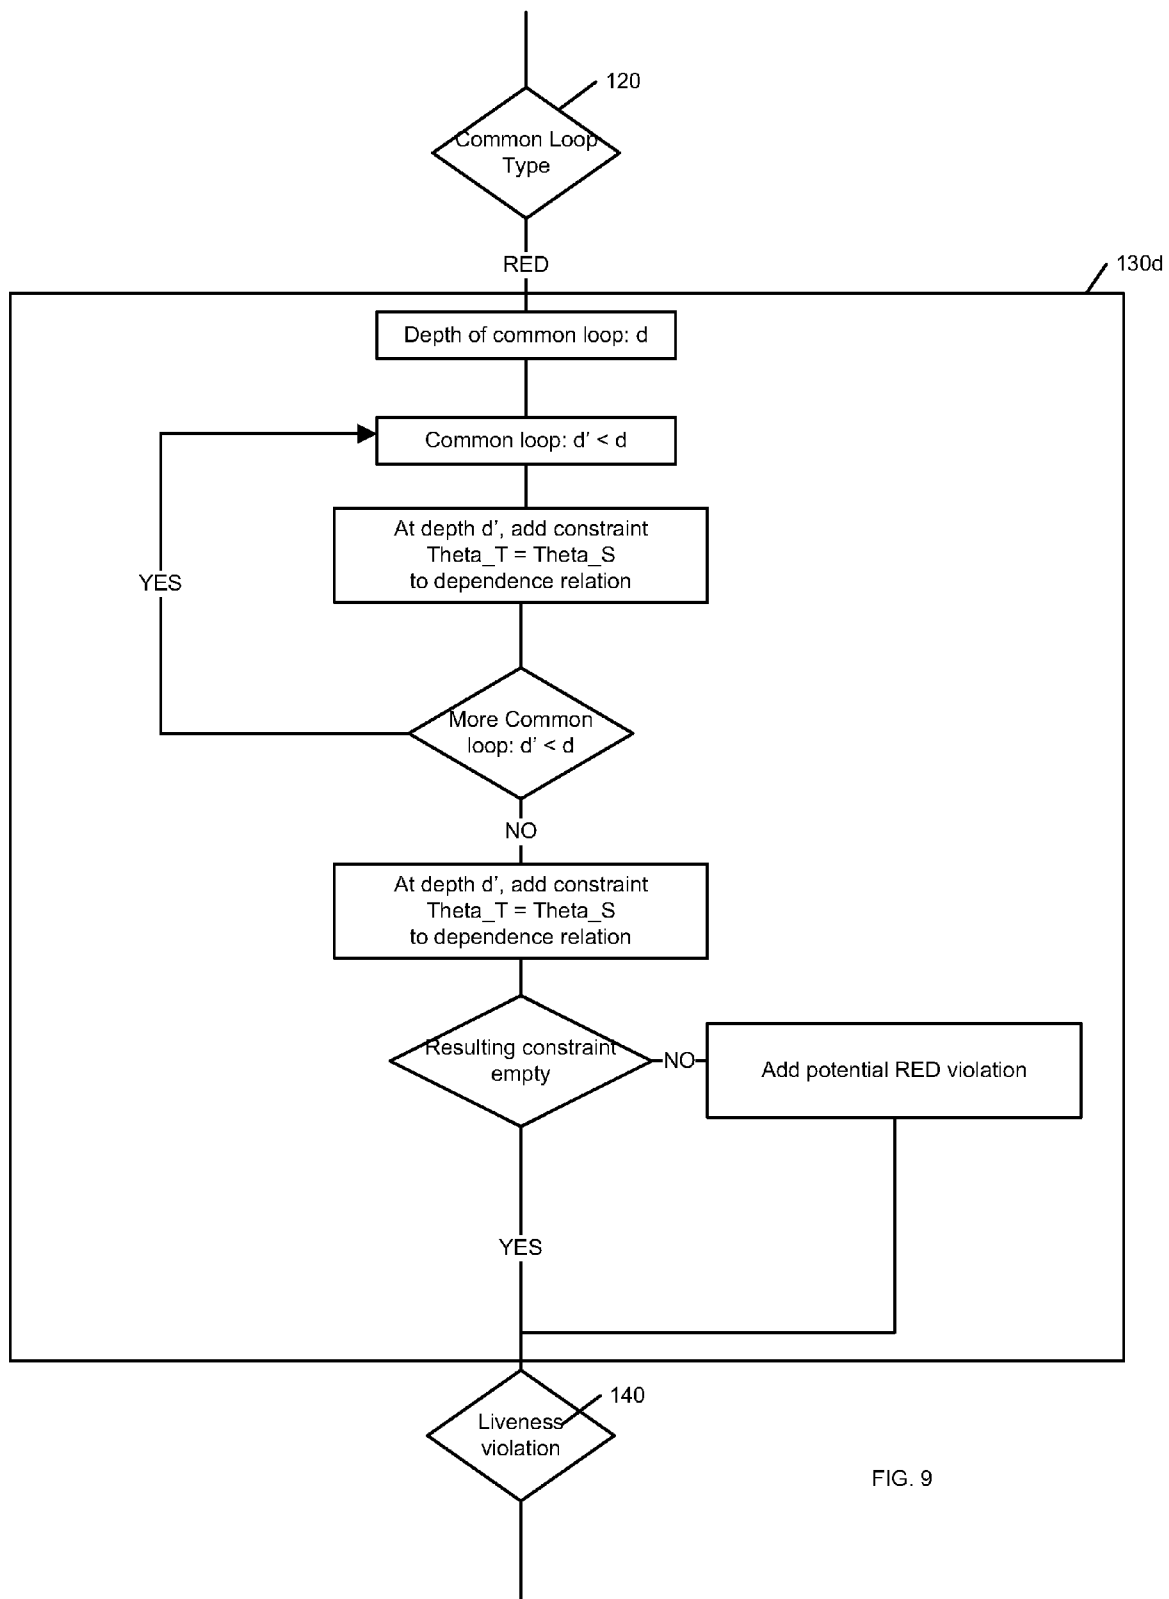 120
Common Loop
Type
RED
130d
Depth of common loop: d
Common loop: d' < d
At depth d', add constraint
Theta_T = Theta_S
to dependence relation
YES
More Common
loop: d' < d
NO
At depth d', add constraint
Theta_T = Theta_S
to dependence relation
Resulting constraint
empty
NO
Add potential RED violation
YES
140
Liveness
violation
FIG. 9